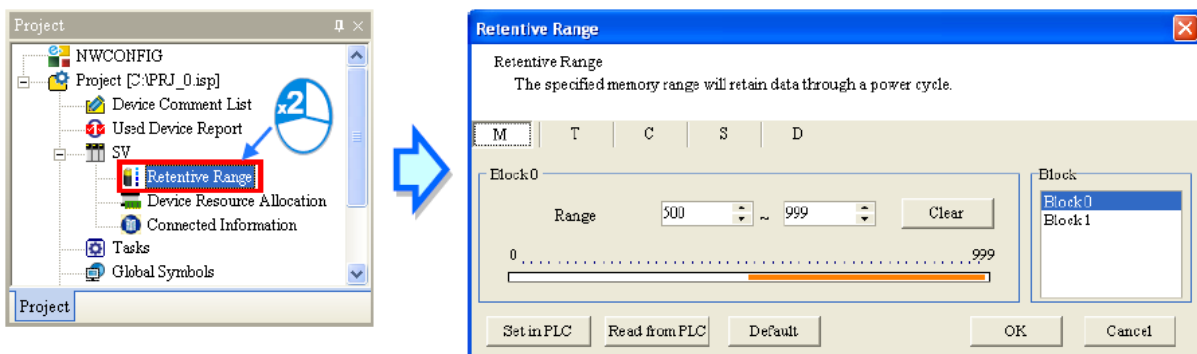 Project
NWCONFIG
Project [C:\PRJ_0.isp]
Device Comment List
Used Device Report
SV
Retentive Range
Device Resource Allocation
Connected Information
Tasks
Global Symbols
Project
x2
Retentive Range
Retentive Range
The specified memory range will retain data through a power cycle.
M T C S D
Block0
Range 500 ~ 999 Clear
0 999
Block
Block0
Block1
Set in PLC Read from PLC Default OK Cancel